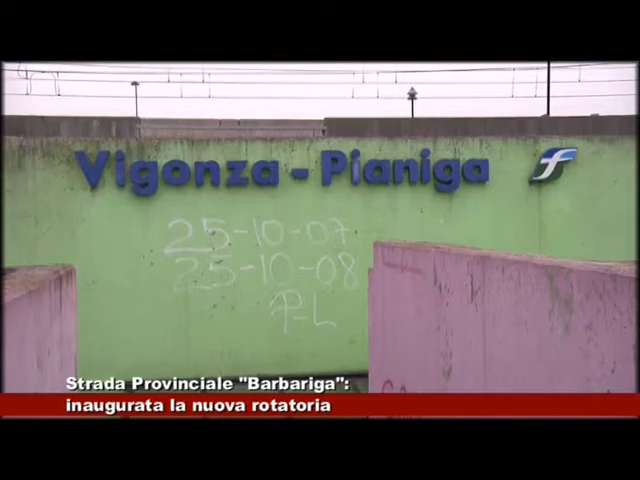 Vigonza - Pianiga
25-10-07
25-10-08
Strada Provinciale "Barbariga":
inaugurata la nuova rotatoria